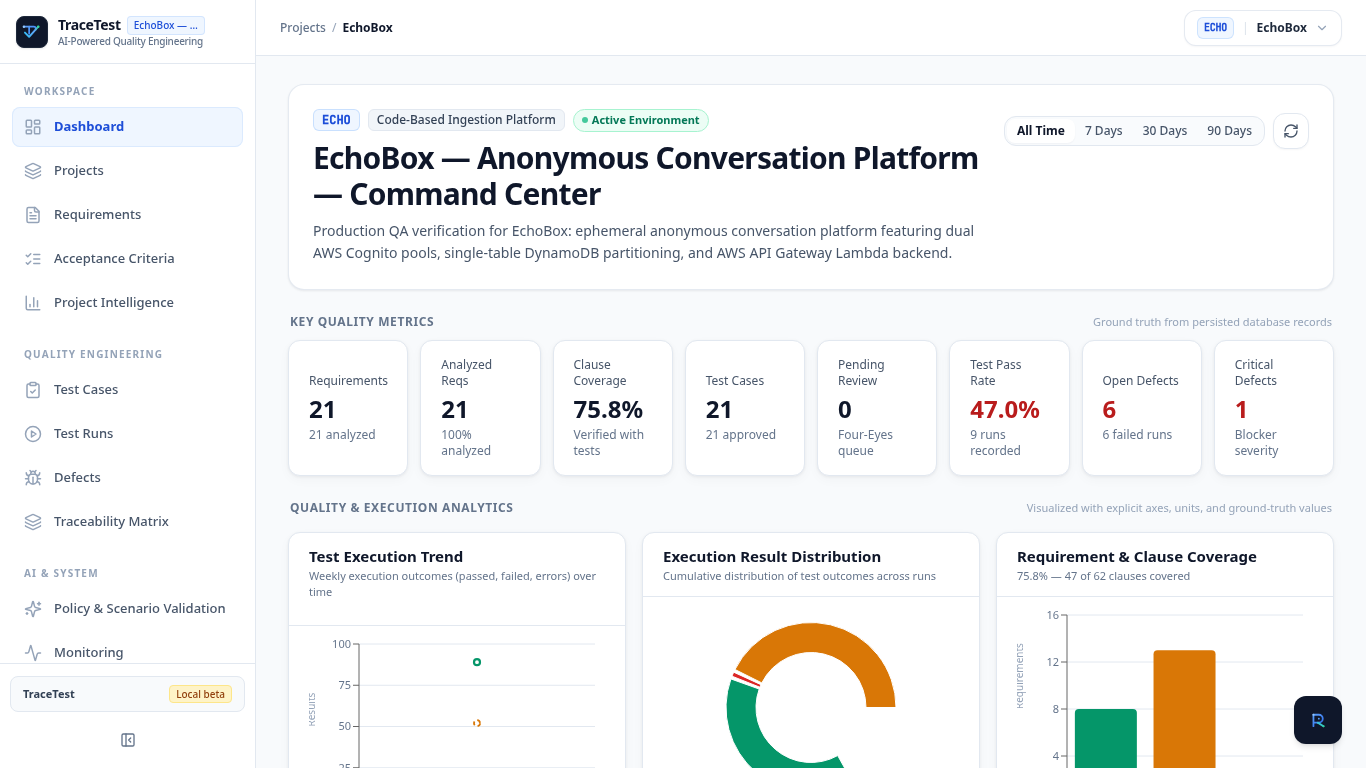 TraceTest
EchoBox — ...
AI-Powered Quality Engineering
WORKSPACE
Dashboard
Projects
Requirements
Acceptance Criteria
Project Intelligence
QUALITY ENGINEERING
Test Cases
Test Runs
Defects
Traceability Matrix
AI & SYSTEM
Policy & Scenario Validation
Monitoring
TraceTest
Local beta
Projects / EchoBox
ECHO
EchoBox
ECHO
Code-Based Ingestion Platform
Active Environment
All Time
7 Days
30 Days
90 Days
EchoBox — Anonymous Conversation Platform
— Command Center
Production QA verification for EchoBox: ephemeral anonymous conversation platform featuring dual
AWS Cognito pools, single-table DynamoDB partitioning, and AWS API Gateway Lambda backend.
KEY QUALITY METRICS
Ground truth from persisted database records
Requirements
21
21 analyzed
Analyzed
Reqs
21
100%
analyzed
Clause
Coverage
75.8%
Verified with
tests
Test Cases
21
21 approved
Pending
Review
0
Four-Eyes
queue
Test Pass
Rate
47.0%
9 runs
recorded
Open Defects
6
6 failed runs
Critical
Defects
1
Blocker
severity
QUALITY & EXECUTION ANALYTICS
Visualized with explicit axes, units, and ground-truth values
Test Execution Trend
Weekly execution outcomes (passed, failed, errors) over
time
100
75
50
25
Results
Execution Result Distribution
Cumulative distribution of test outcomes across runs
Requirement & Clause Coverage
75.8% — 47 of 62 clauses covered
16
12
8
4
Requirements